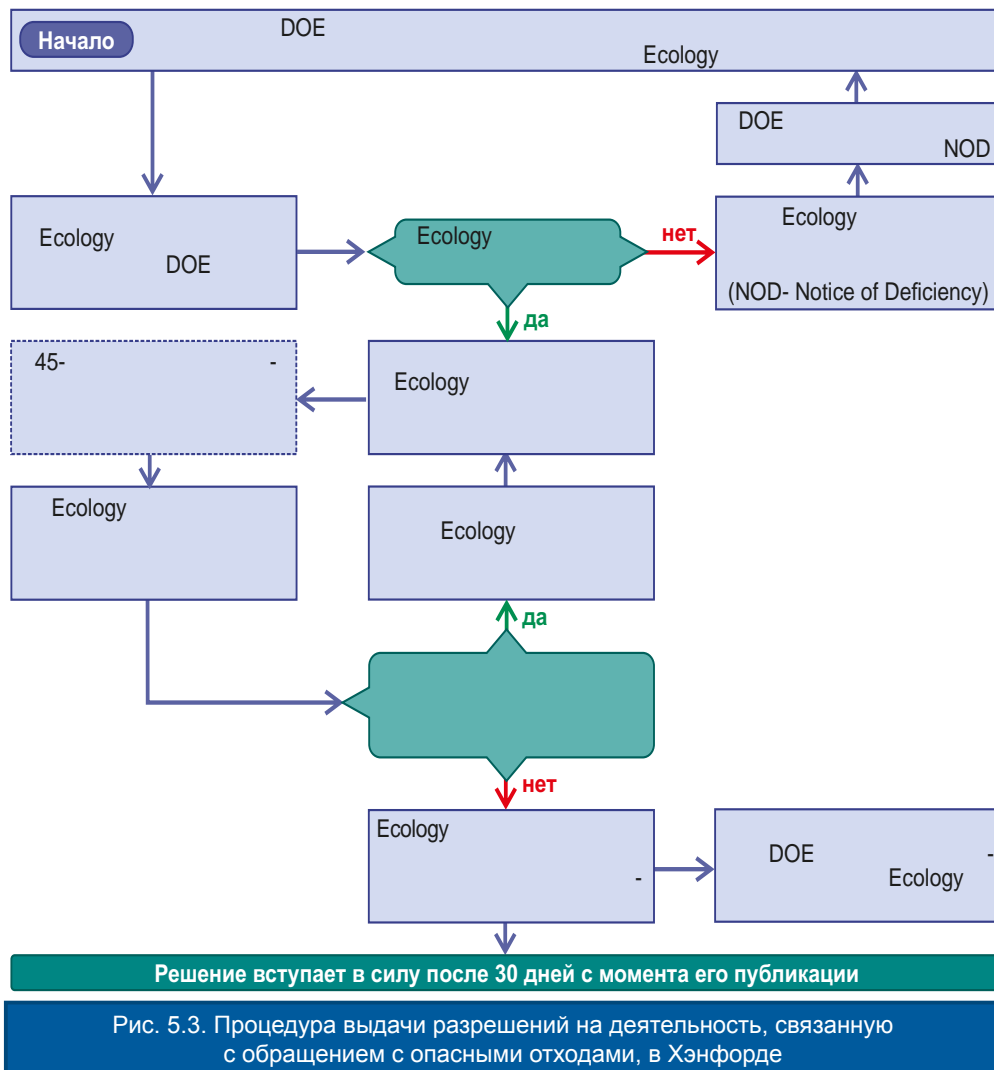 DOE
Начало
Ecology
DOE
NOD
Ecology
DOE
Ecology
нет
Ecology
(NOD- Notice of Deficiency)
да
45- -
Ecology
Ecology
Ecology
да
нет
Ecology
-
DOE -
Ecology
Решение вступает в силу после 30 дней с момента его публикации
Рис. 5.3. Процедура выдачи разрешений на деятельность, связанную
с обращением с опасными отходами, в Хэнфорде